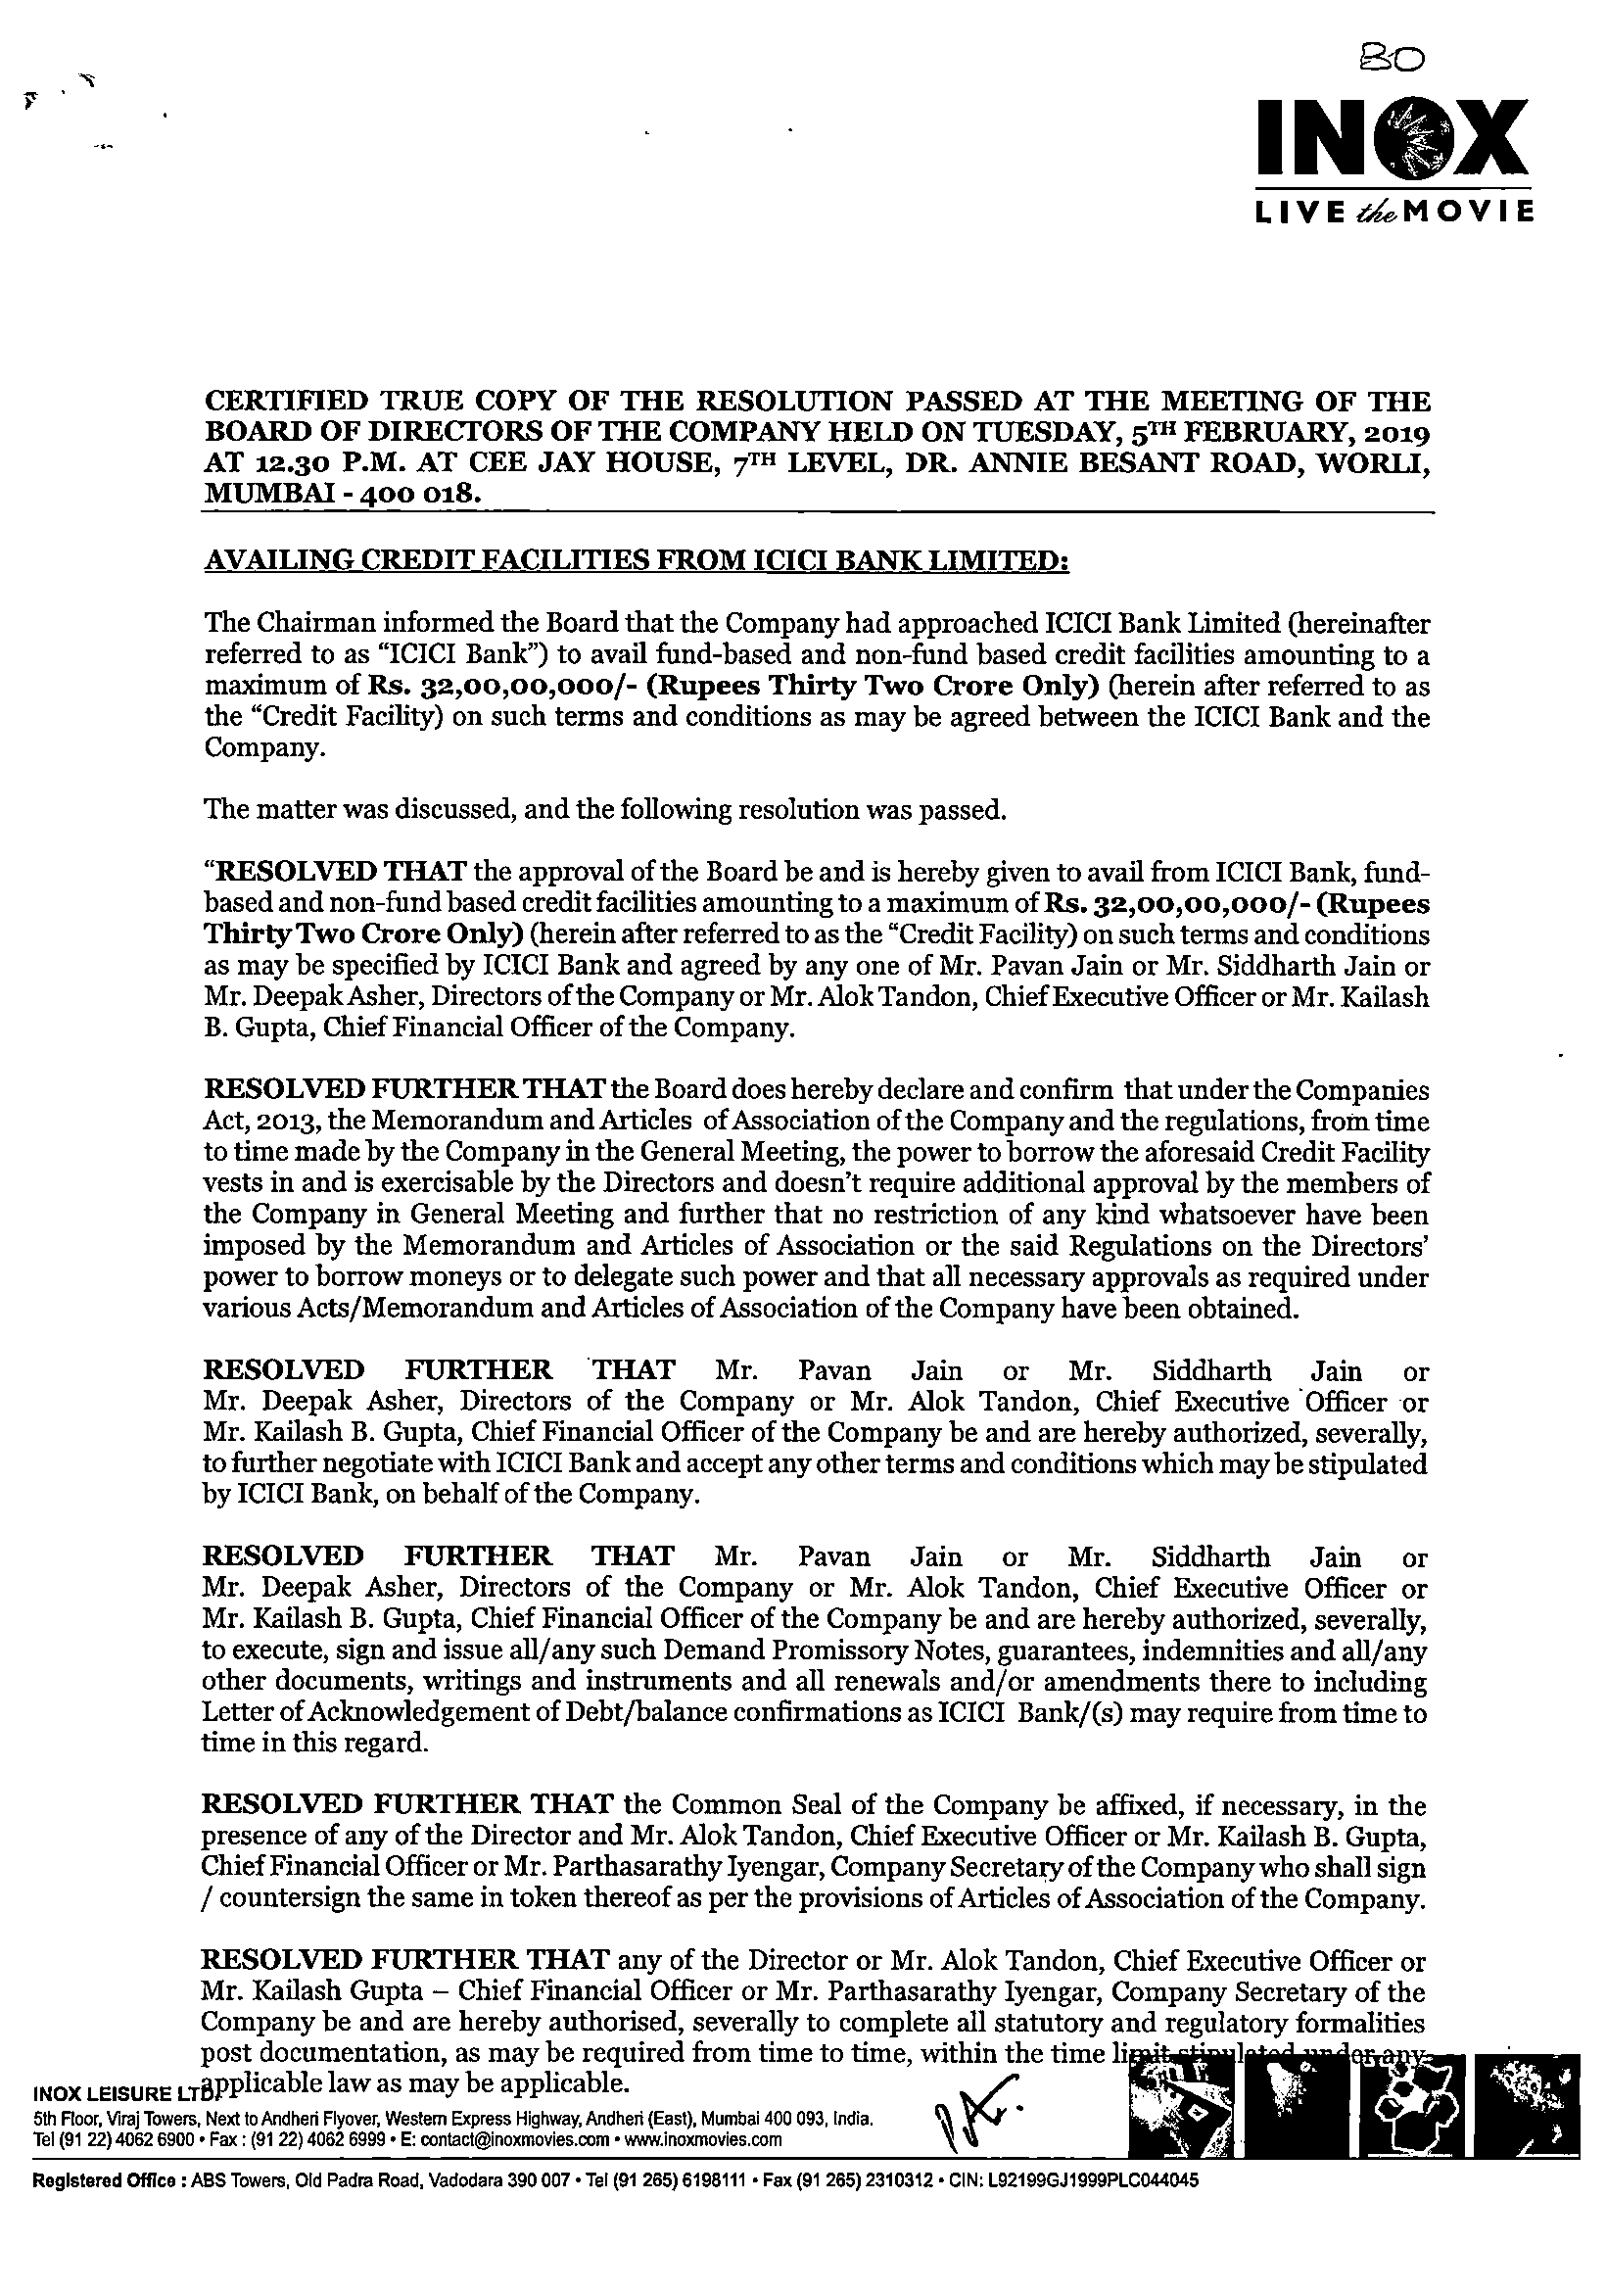 BO
INOX
LIVE the MOVIE
CERTIFIED TRUE COPY OF THE RESOLUTION PASSED AT THE MEETING OF THE
BOARD OF DIRECTORS OF THE COMPANY HELD ON TUESDAY, 5TH FEBRUARY, 2019
AT 12.30 P.M. AT CEE JAY HOUSE, 7TH LEVEL, DR. ANNIE BESANT ROAD, WORLI,
MUMBAI - 400 018.
AVAILING CREDIT FACILITIES FROM ICICI BANK LIMITED:
The Chairman informed the Board that the Company had approached ICICI Bank Limited (hereinafter
referred to as “ICICI Bank”) to avail fund-based and non-fund based credit facilities amounting to a
maximum of Rs. 32,00,00,000/- (Rupees Thirty Two Crore Only) (herein after referred to as
the “Credit Facility) on such terms and conditions as may be agreed between the ICICI Bank and the
Company.
The matter was discussed, and the following resolution was passed.
“RESOLVED THAT the approval of the Board be and is hereby given to avail from ICICI Bank, fund-
based and non-fund based credit facilities amounting to a maximum of Rs. 32,00,00,000/- (Rupees
Thirty Two Crore Only) (herein after referred to as the “Credit Facility) on such terms and conditions
as may be specified by ICICI Bank and agreed by any one of Mr. Pavan Jain or Mr. Siddharth Jain or
Mr. Deepak Asher, Directors of the Company or Mr. Alok Tandon, Chief Executive Officer or Mr. Kailash
B. Gupta, Chief Financial Officer of the Company.
RESOLVED FURTHER THAT the Board does hereby declare and confirm that under the Companies
Act, 2013, the Memorandum and Articles of Association of the Company and the regulations, from time
to time made by the Company in the General Meeting, the power to borrow the aforesaid Credit Facility
vests in and is exercisable by the Directors and doesn’t require additional approval by the members of
the Company in General Meeting and further that no restriction of any kind whatsoever have been
imposed by the Memorandum and Articles of Association or the said Regulations on the Directors’
power to borrow moneys or to delegate such power and that all necessary approvals as required under
various Acts/Memorandum and Articles of Association of the Company have been obtained.
RESOLVED FURTHER THAT Mr. Pavan Jain or Mr. Siddharth Jain or
Mr. Deepak Asher, Directors of the Company or Mr. Alok Tandon, Chief Executive Officer or
Mr. Kailash B. Gupta, Chief Financial Officer of the Company be and are hereby authorized, severally,
to further negotiate with ICICI Bank and accept any other terms and conditions which may be stipulated
by ICICI Bank, on behalf of the Company.
RESOLVED FURTHER THAT Mr. Pavan Jain or Mr. Siddharth Jain or
Mr. Deepak Asher, Directors of the Company or Mr. Alok Tandon, Chief Executive Officer or
Mr. Kailash B. Gupta, Chief Financial Officer of the Company be and are hereby authorized, severally,
to execute, sign and issue all/any such Demand Promissory Notes, guarantees, indemnities and all/any
other documents, writings and instruments and all renewals and/or amendments there to including
Letter of Acknowledgement of Debt/balance confirmations as ICICI Bank/(s) may require from time to
time in this regard.
RESOLVED FURTHER THAT the Common Seal of the Company be affixed, if necessary, in the
presence of any of the Director and Mr. Alok Tandon, Chief Executive Officer or Mr. Kailash B. Gupta,
Chief Financial Officer or Mr. Parthasarathy Iyengar, Company Secretary of the Company who shall sign
/ countersign the same in token thereof as per the provisions of Articles of Association of the Company.
RESOLVED FURTHER THAT any of the Director or Mr. Alok Tandon, Chief Executive Officer or
Mr. Kailash Gupta – Chief Financial Officer or Mr. Parthasarathy Iyengar, Company Secretary of the
Company be and are hereby authorised, severally to complete all statutory and regulatory formalities
post documentation, as may be required from time to time, within the time limit stipulated under any
applicable law as may be applicable.
INOX LEISURE LTD
5th Floor, Viraj Towers, Next to Andheri Flyover, Western Express Highway, Andheri (East), Mumbai 400 093, India.
Tel (91 22) 4062 6900 • Fax : (91 22) 4062 6999 • E: contact@inoxmovies.com • www.inoxmovies.com
Registered Office : ABS Towers, Old Padra Road, Vadodara 390 007 • Tel (91 265) 6198111 • Fax (91 265) 2310312 • CIN: L92199GJ1999PLC044045